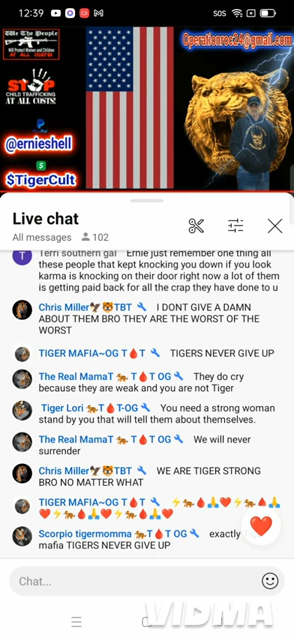 12:39
SOS
We The People
Will Protect Women and Children
AT ALL COSTS!
STOP
CHILD TRAFFICKING
AT ALL COSTS!
@ernieshell
$TigerCult
Operationroc24@gmail.com
Live chat
All messages 102
Terri southern gal Ernie just remember one thing all
these people that kept knocking you down if you look
karma is knocking on their door right now a lot of them
is getting paid back for all the crap they have done to u
Chris Miller🦅🐯TBT 🔧 I DONT GIVE A DAMN
ABOUT THEM BRO THEY ARE THE WORST OF THE
WORST
TIGER MAFIA~OG T🩸T 🔧 TIGERS NEVER GIVE UP
The Real MamaT 🐅 T🩸T OG 🔧 They do cry
because they are weak and you are not Tiger
Tiger Lori 🐅T🩸T-OG 🔧 You need a strong woman
stand by you that will tell them about themselves.
The Real MamaT 🐅 T🩸T OG 🔧 We will never
surrender
Chris Miller🦅🐯TBT 🔧 WE ARE TIGER STRONG
BRO NO MATTER WHAT
TIGER MAFIA~OG T🩸T 🔧 ⚡🐅🩸🙏❤️⚡🐅🩸🙏
❤️⚡🐅🩸🙏❤️⚡🐅🩸🙏❤️
Scorpio tigermomma 🐅T🩸T OG 🔧 exactly
mafia TIGERS NEVER GIVE UP
Chat...
VIDMA